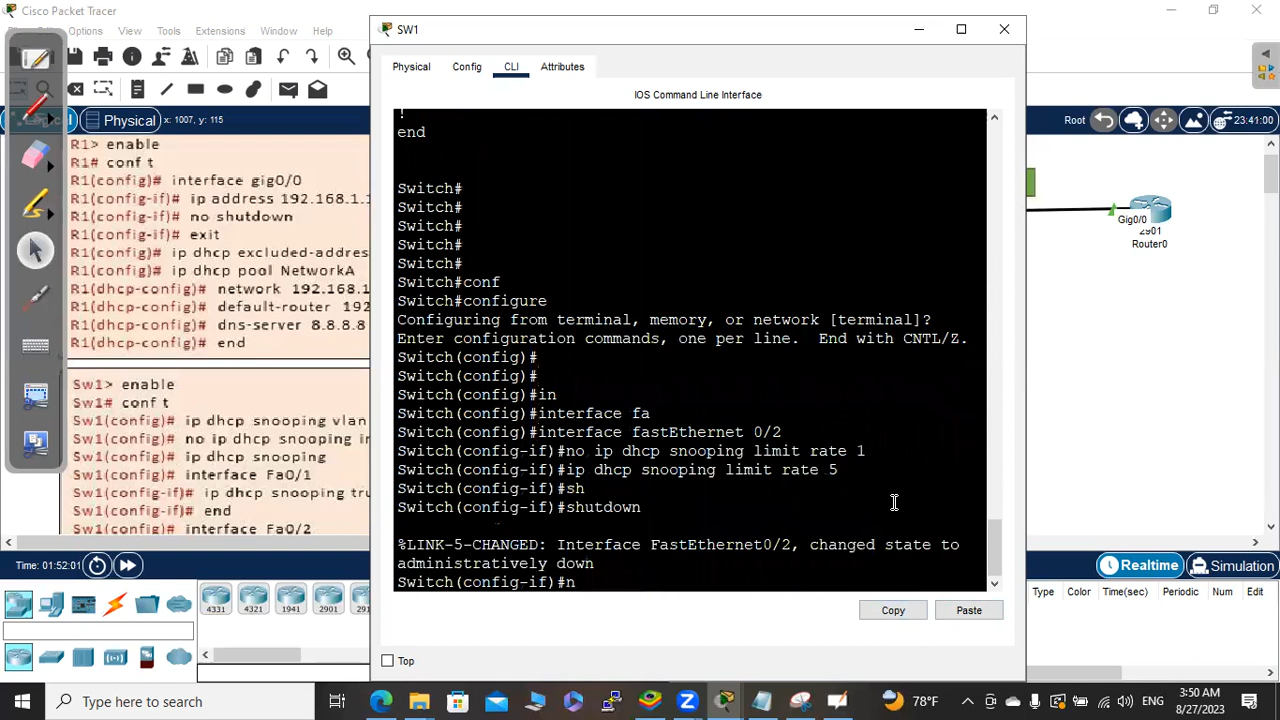 Cisco Packet Tracer
Options View Tools Extensions Window Help
Physical x: 1007, y: 115
R1> enable
R1# conf t
R1(config)# interface gig0/0
R1(config-if)# ip address 192.168.1.1
R1(config-if)# no shutdown
R1(config-if)# exit
R1(config)# ip dhcp excluded-addre
R1(config)# ip dhcp pool NetworkA
R1(dhcp-config)# network 192.168.1
R1(dhcp-config)# default-router 192
R1(dhcp-config)# dns-server 8.8.8.8
R1(dhcp-config)# end
Sw1> enable
Sw1# conf t
Sw1(config)# ip dhcp snooping vlan
Sw1(config)# no ip dhcp snooping in
Sw1(config)# ip dhcp snooping
Sw1(config)# interface Fa0/1
Sw1(config-if)# ip dhcp snooping tru
Sw1(config-if)# end
Sw1(config)# interface Fa0/2
Time: 01:52:01
4331 4321 1941 2901 291
SW1
Physical Config CLI Attributes
IOS Command Line Interface
!
end
Switch#
Switch#
Switch#
Switch#
Switch#
Switch#conf
Switch#configure
Configuring from terminal, memory, or network [terminal]?
Enter configuration commands, one per line. End with CNTL/Z.
Switch(config)#
Switch(config)#
Switch(config)#in
Switch(config)#interface fa
Switch(config)#interface fastEthernet 0/2
Switch(config-if)#no ip dhcp snooping limit rate 1
Switch(config-if)#ip dhcp snooping limit rate 5
Switch(config-if)#sh
Switch(config-if)#shutdown
%LINK-5-CHANGED: Interface FastEthernet0/2, changed state to
administratively down
Switch(config-if)#n
Copy Paste
Top
Root 23:41:00
Gig0/0
2901
Router0
Realtime Simulation
Type Color Time(sec) Periodic Num Edit
Type here to search
78°F
ENG
3:50 AM
8/27/2023